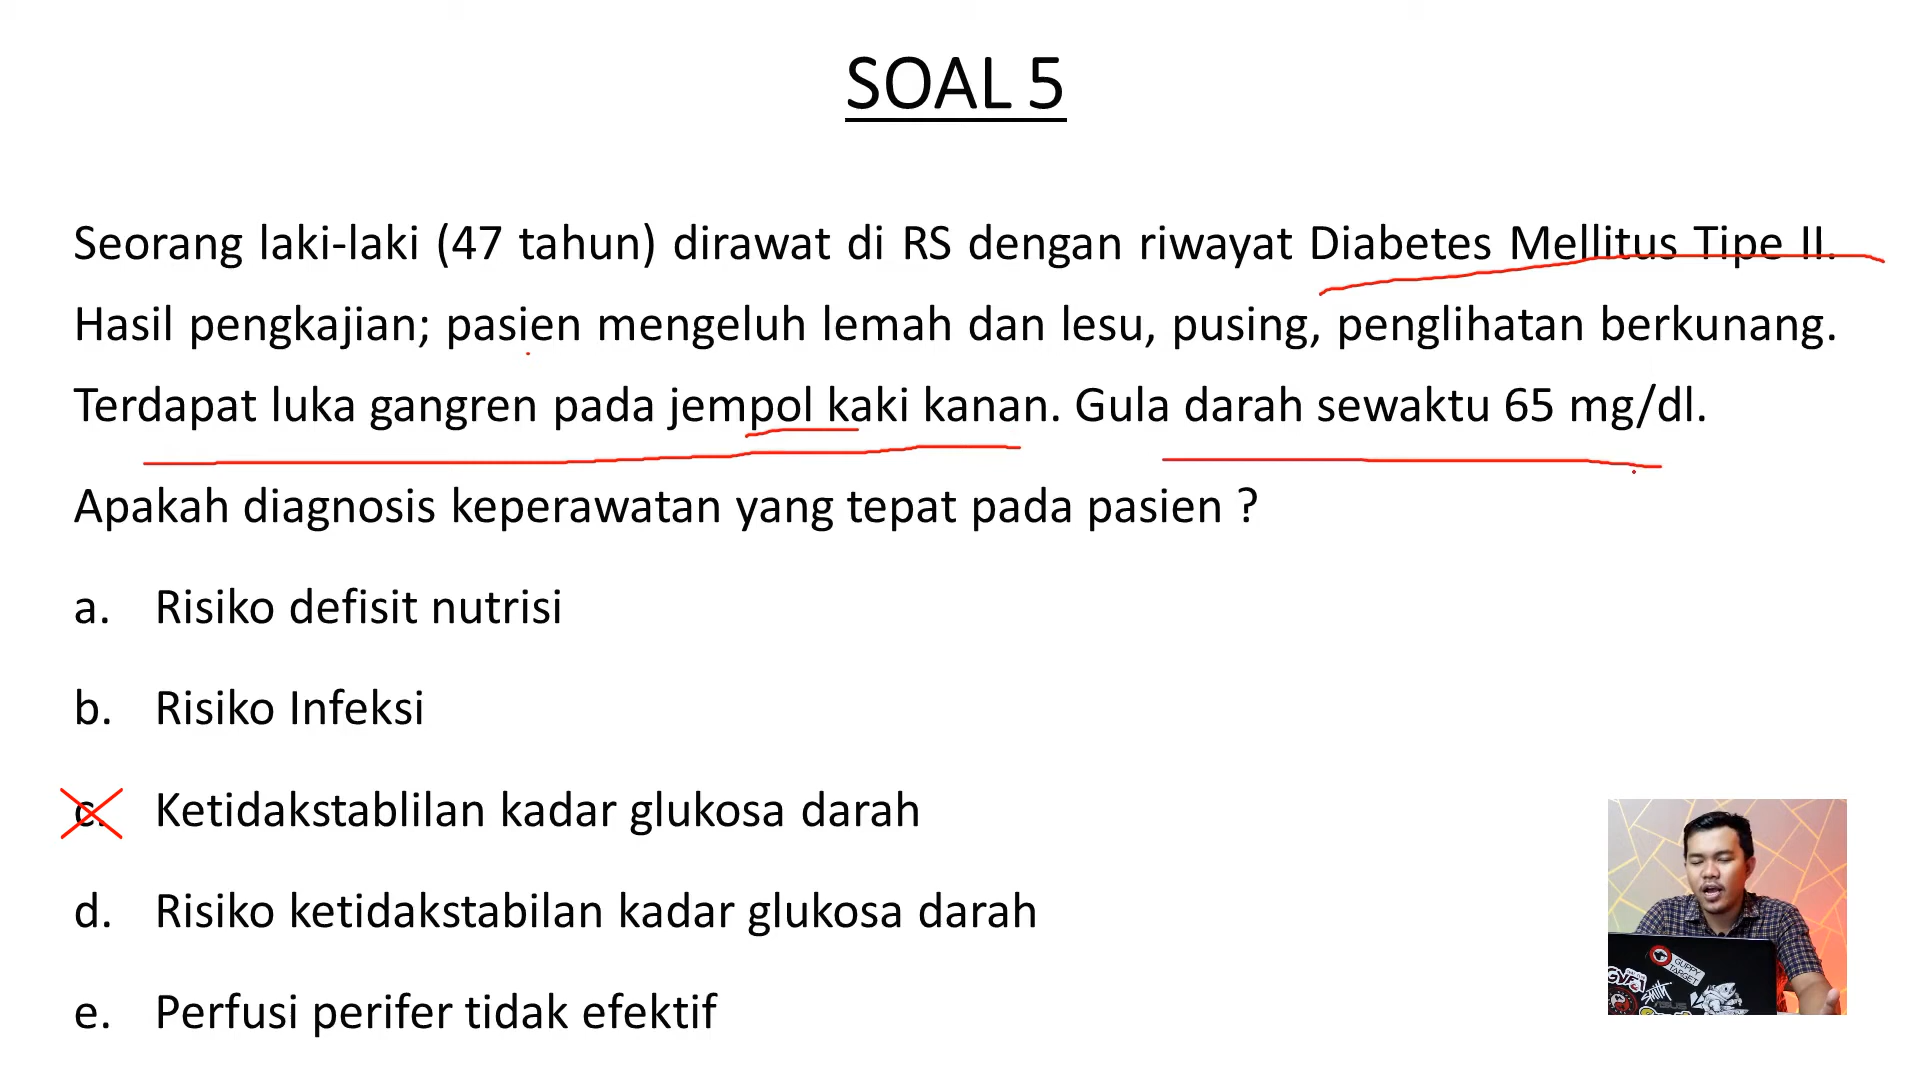 SOAL 5
Seorang laki-laki (47 tahun) dirawat di RS dengan riwayat Diabetes Mellitus Tipe II.
Hasil pengkajian; pasien mengeluh lemah dan lesu, pusing, penglihatan berkunang.
Terdapat luka gangren pada jempol kaki kanan. Gula darah sewaktu 65 mg/dl.
Apakah diagnosis keperawatan yang tepat pada pasien ?
a. Risiko defisit nutrisi
b. Risiko Infeksi
c. Ketidakstablilan kadar glukosa darah
d. Risiko ketidakstabilan kadar glukosa darah
e. Perfusi perifer tidak efektif
GLIPPY
TARGET